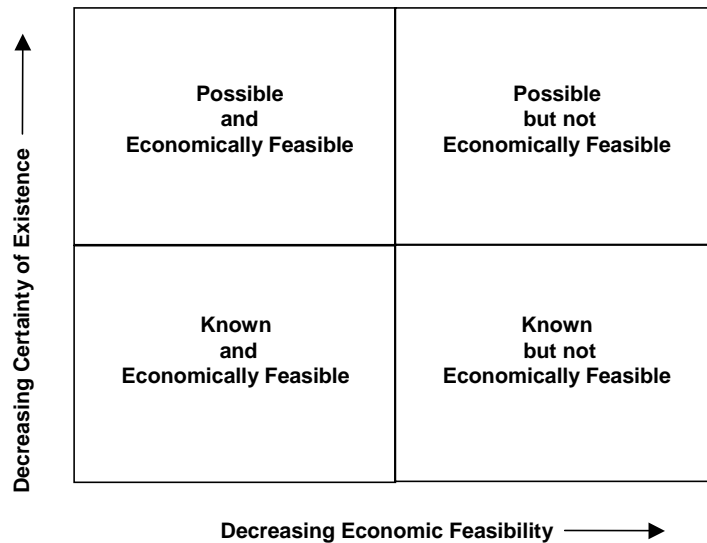 Decreasing Certainty of Existence
Possible
and
Economically Feasible
Possible
but not
Economically Feasible
Known
and
Economically Feasible
Known
but not
Economically Feasible
Decreasing Economic Feasibility